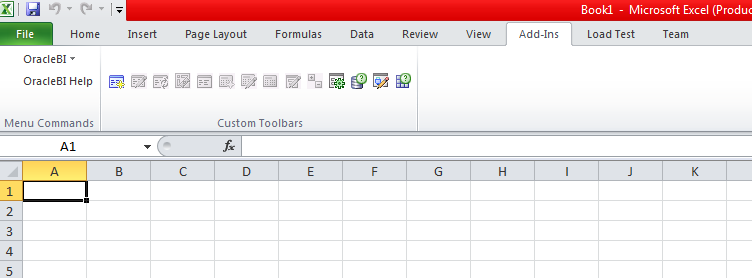 Book1 - Microsoft Excel (Produc
File Home Insert Page Layout Formulas Data Review View Add-Ins Load Test Team
OracleBI
OracleBI Help
Menu Commands Custom Toolbars
A1 fx
A B C D E F G H I J K
1
2
3
4
5